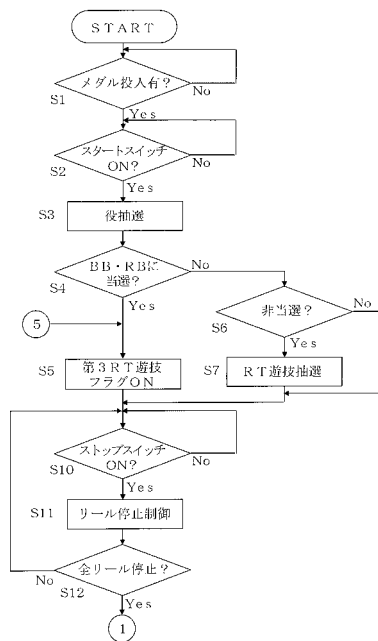 START
メダル投入有？
S1
No
Yes
スタートスイッチ
ON？
S2
No
Yes
S3
役抽選
BB・RBに
当選？
S4
No
Yes
5
非当選？
S6
No
Yes
S5
第3RT遊技
フラグON
S7
RT遊技抽選
ストップスイッチ
ON？
S10
No
Yes
S11
リール停止制御
全リール停止？
No
S12
Yes
1